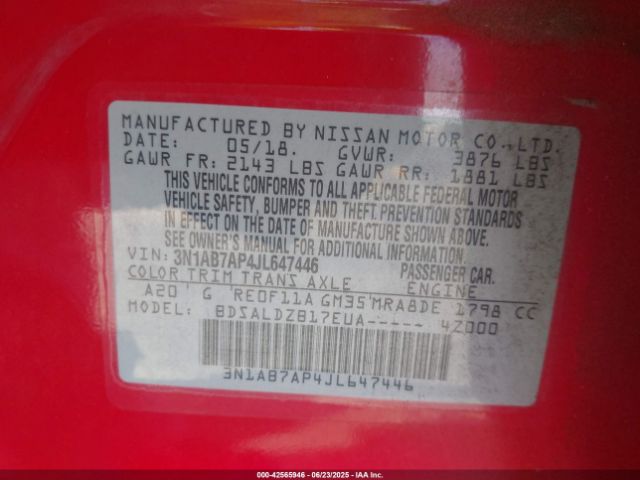 MANUFACTURED BY NISSAN MOTOR CO., LTD.
DATE: 05/18. GVWR: 3876 LBS
GAWR FR: 2143 LBS GAWR RR: 1881 LBS
THIS VEHICLE CONFORMS TO ALL APPLICABLE FEDERAL MOTOR
VEHICLE SAFETY, BUMPER AND THEFT PREVENTION STANDARDS
IN EFFECT ON THE DATE OF MANUFACTURE SHOWN ABOVE.
SEE OWNER'S MANUAL FOR ADDITIONAL INFORMATION.
VIN: 3N1AB7AP4JL647446 PASSENGER CAR.
COLOR TRIM TRANS AXLE ENGINE
A20 G RE0F11A GM35 MRA8DE 1798 CC
MODEL: BDSALDZB17EUA----- 4Z000
3N1AB7AP4JL647446
000-42565946 - 06/23/2025 - IAA Inc.